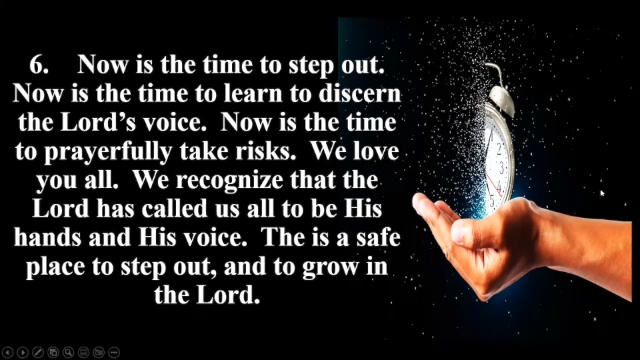 6. Now is the time to step out.
Now is the time to learn to discern
the Lord's voice. Now is the time
to prayerfully take risks. We love
you all. We recognize that the
Lord has called us all to be His
hands and His voice. The is a safe
place to step out, and to grow in
the Lord.
2
3